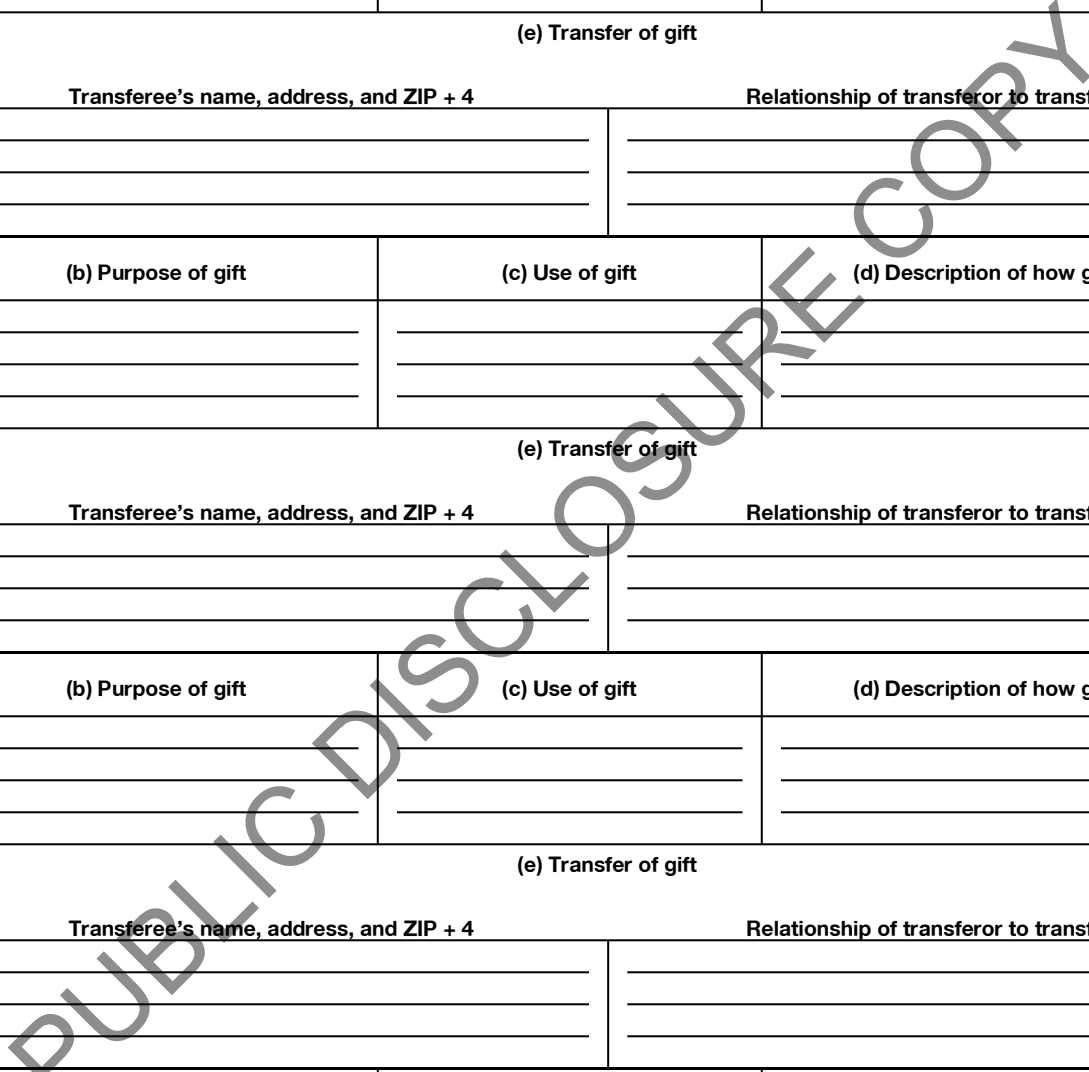 (e) Transfer of gift
Transferee’s name, address, and ZIP + 4 Relationship of transferor to
(b) Purpose of gift (c) Use of gift (d) Description of how
(e) Transfer of gift
Transferee’s name, address, and ZIP + 4 Relationship of transferor to
(b) Purpose of gift (c) Use of gift (d) Description of how
(e) Transfer of gift
Transferee’s name, address, and ZIP + 4 Relationship of transferor to
PUBLIC DISCLOSURE COPY